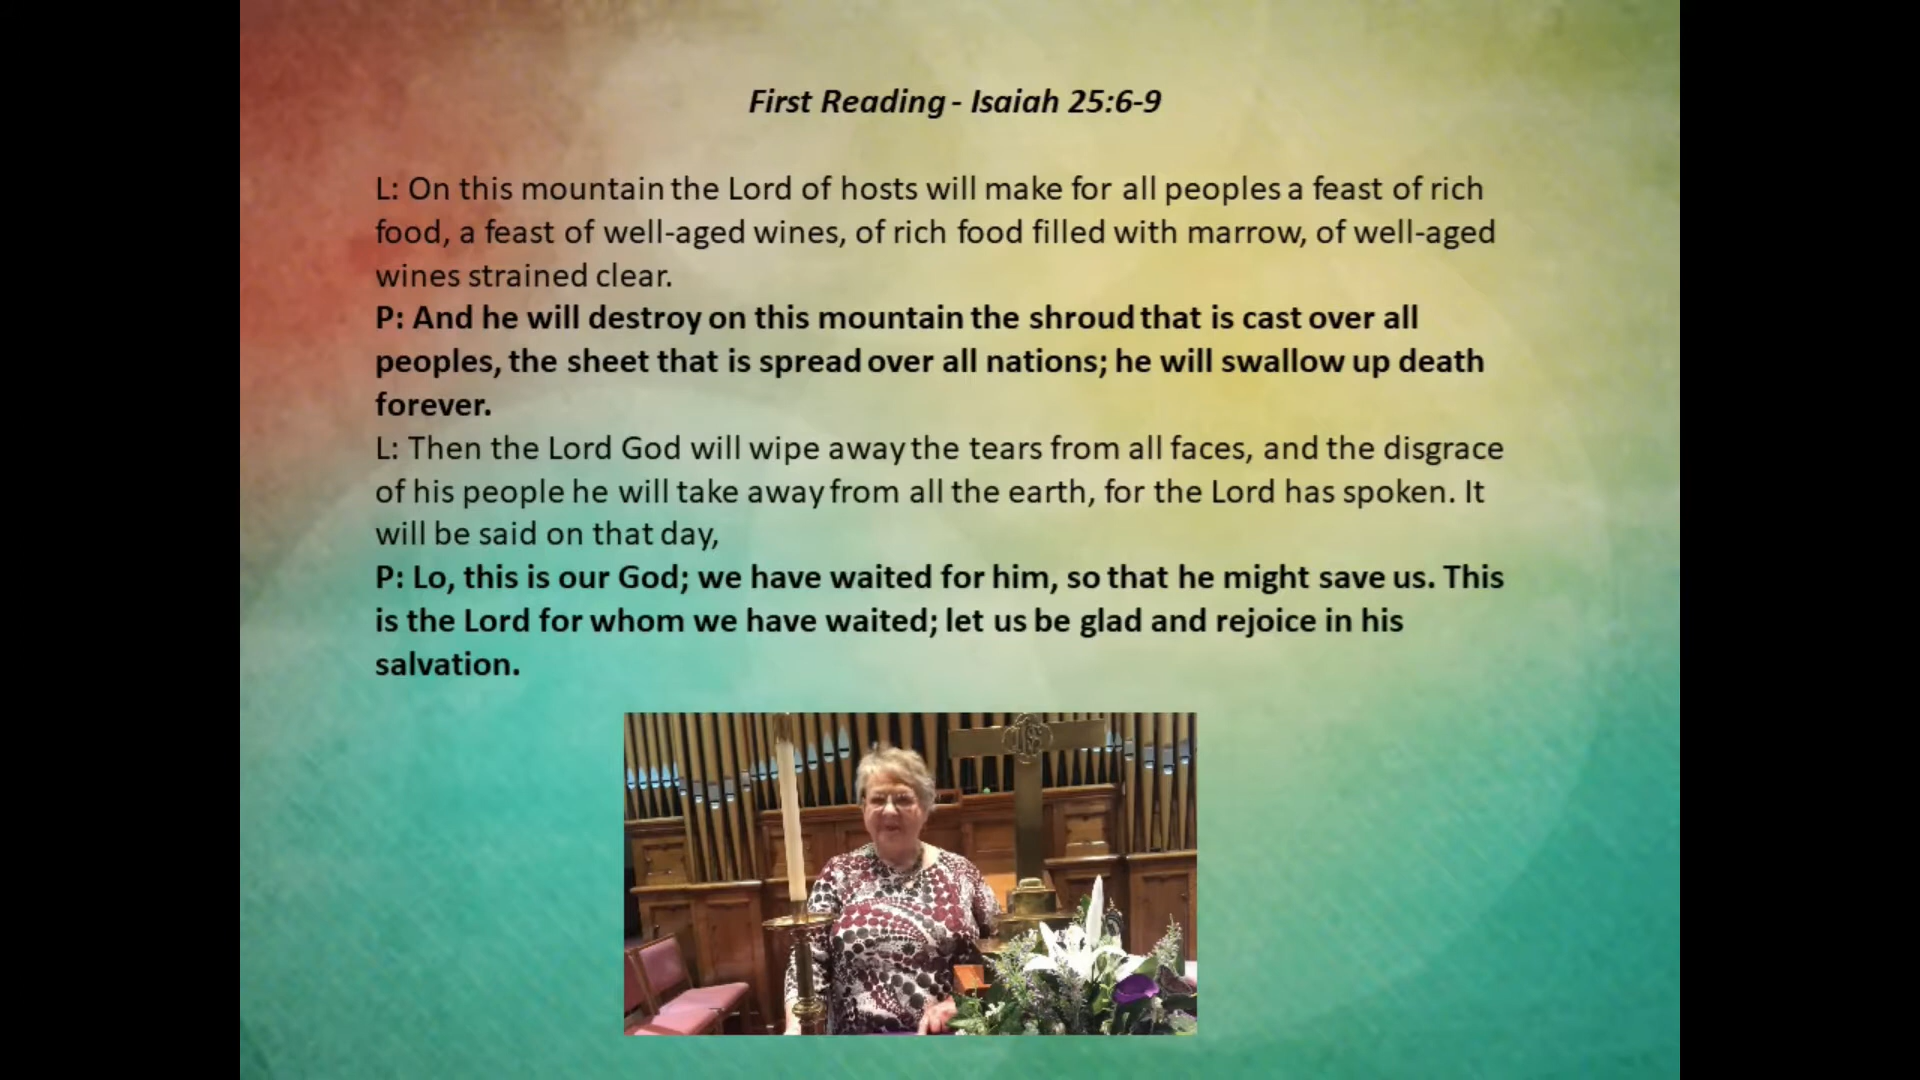 First Reading - Isaiah 25:6-9
L: On this mountain the Lord of hosts will make for all peoples a feast of rich
food, a feast of well-aged wines, of rich food filled with marrow, of well-aged
wines strained clear.
P: And he will destroy on this mountain the shroud that is cast over all
peoples, the sheet that is spread over all nations; he will swallow up death
forever.
L: Then the Lord God will wipe away the tears from all faces, and the disgrace
of his people he will take away from all the earth, for the Lord has spoken. It
will be said on that day,
P: Lo, this is our God; we have waited for him, so that he might save us. This
is the Lord for whom we have waited; let us be glad and rejoice in his
salvation.